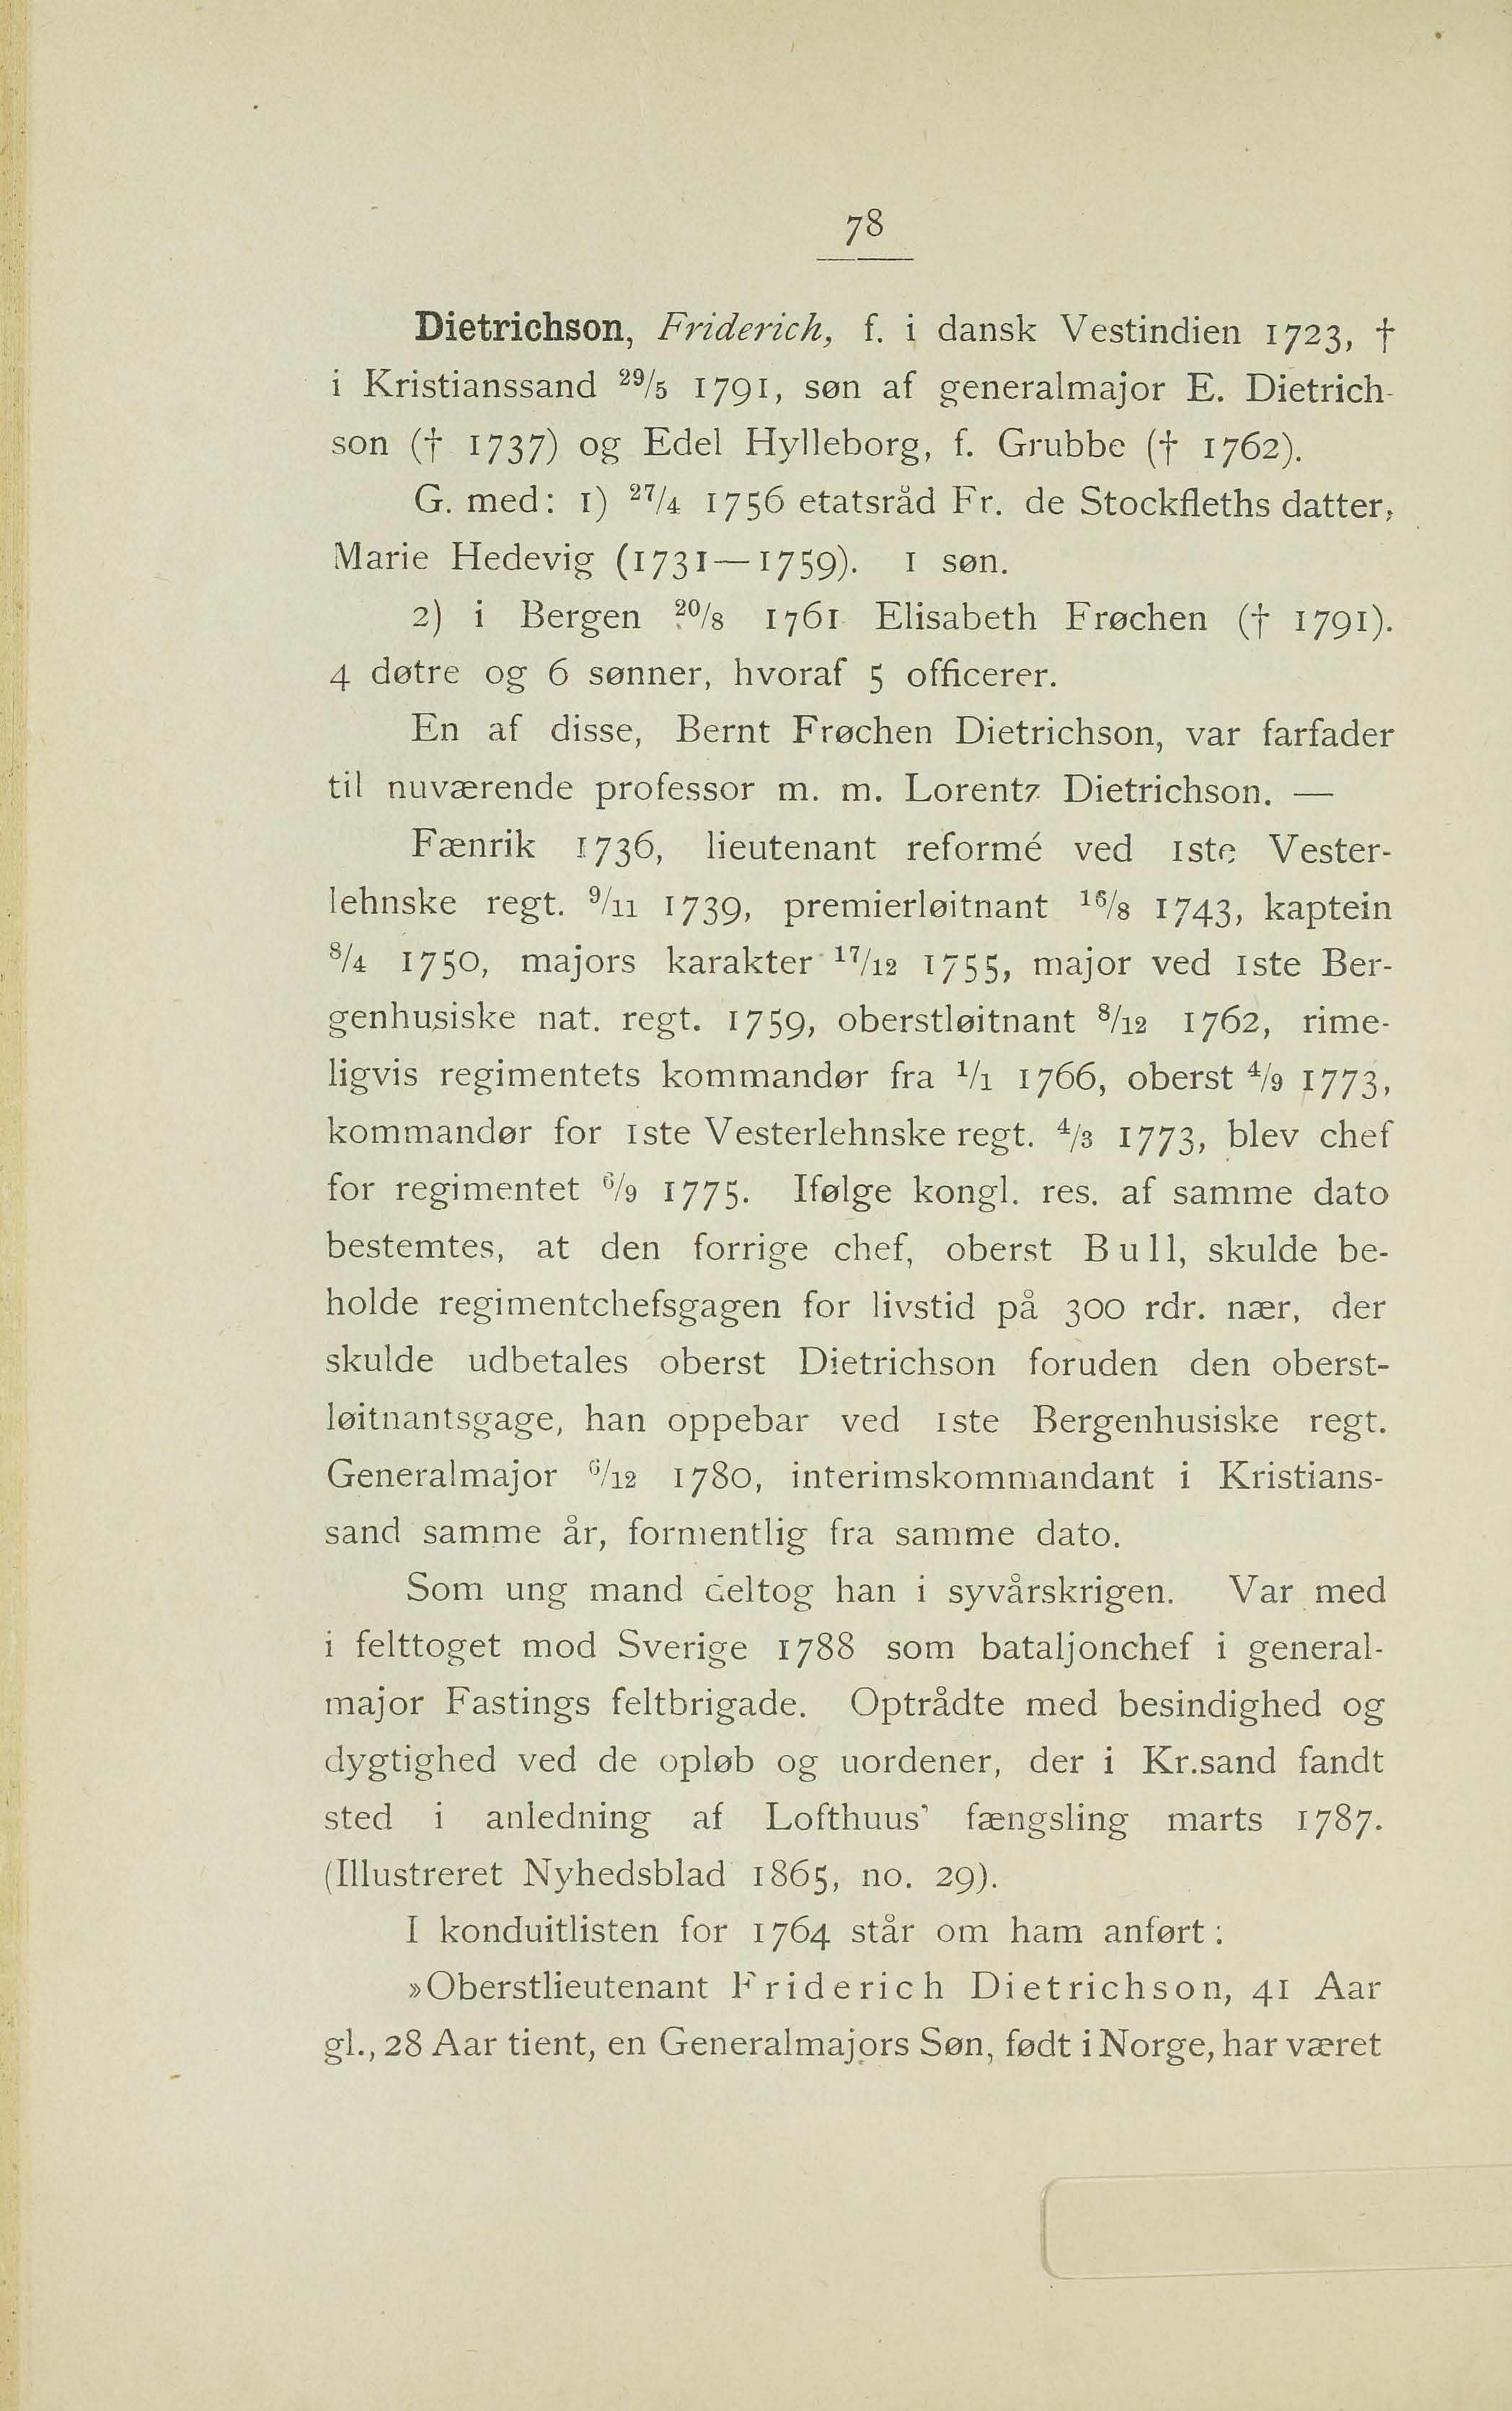 78
Dietrichson, Friderich, f. i dansk Vestindien 1723, †
i Kristianssand 29/5 1791, søn af generalmajor E. Dietrich-
son († 1737) og Edel Hylleborg, f. Grubbe († 1762).
G. med: 1) 27/4 1756 etatsråd Fr. de Stockfleths datter,
Marie Hedevig (1731—1759). 1 søn.
2) i Bergen 20/8 1761 Elisabeth Frøchen († 1791).
4 døtre og 6 sønner, hvoraf 5 officerer.
En af disse, Bernt Frøchen Dietrichson, var farfader
til nuværende professor m. m. Lorentz Dietrichson. —
Fænrik 1736, lieutenant reformé ved 1ste Vester-
lehnske regt. 9/11 1739, premierløitnant 16/8 1743, kaptein
8/4 1750, majors karakter 17/12 1755, major ved 1ste Ber-
genhusiske nat. regt. 1759, oberstløitnant 8/12 1762, rime-
ligvis regimentets kommandør fra 1/1 1766, oberst 4/9 1773,
kommandør for 1ste Vesterlehnske regt. 4/3 1773, blev chef
for regimentet 6/9 1775. Ifølge kongl. res. af samme dato
bestemtes, at den forrige chef, oberst Bull, skulde be-
holde regimentchefsgagen for livstid på 300 rdr. nær, der
skulde udbetales oberst Dietrichson foruden den oberst-
løitnantsgage, han oppebar ved 1ste Bergenhusiske regt.
Generalmajor 6/12 1780, interimskommandant i Kristians-
sand samme år, formentlig fra samme dato.
Som ung mand deltog han i syvårskrigen. Var med
i felttoget mod Sverige 1788 som bataljonchef i general-
major Fastings feltbrigade. Optrådte med besindighed og
dygtighed ved de opløb og uordener, der i Kr.sand fandt
sted i anledning af Lofthuus' fængsling marts 1787.
(Illustreret Nyhedsblad 1865, no. 29).
I konduitlisten for 1764 står om ham anført:
»Oberstlieutenant Friderich Dietrichson, 41 Aar
gl., 28 Aar tient, en Generalmajors Søn, født i Norge, har været